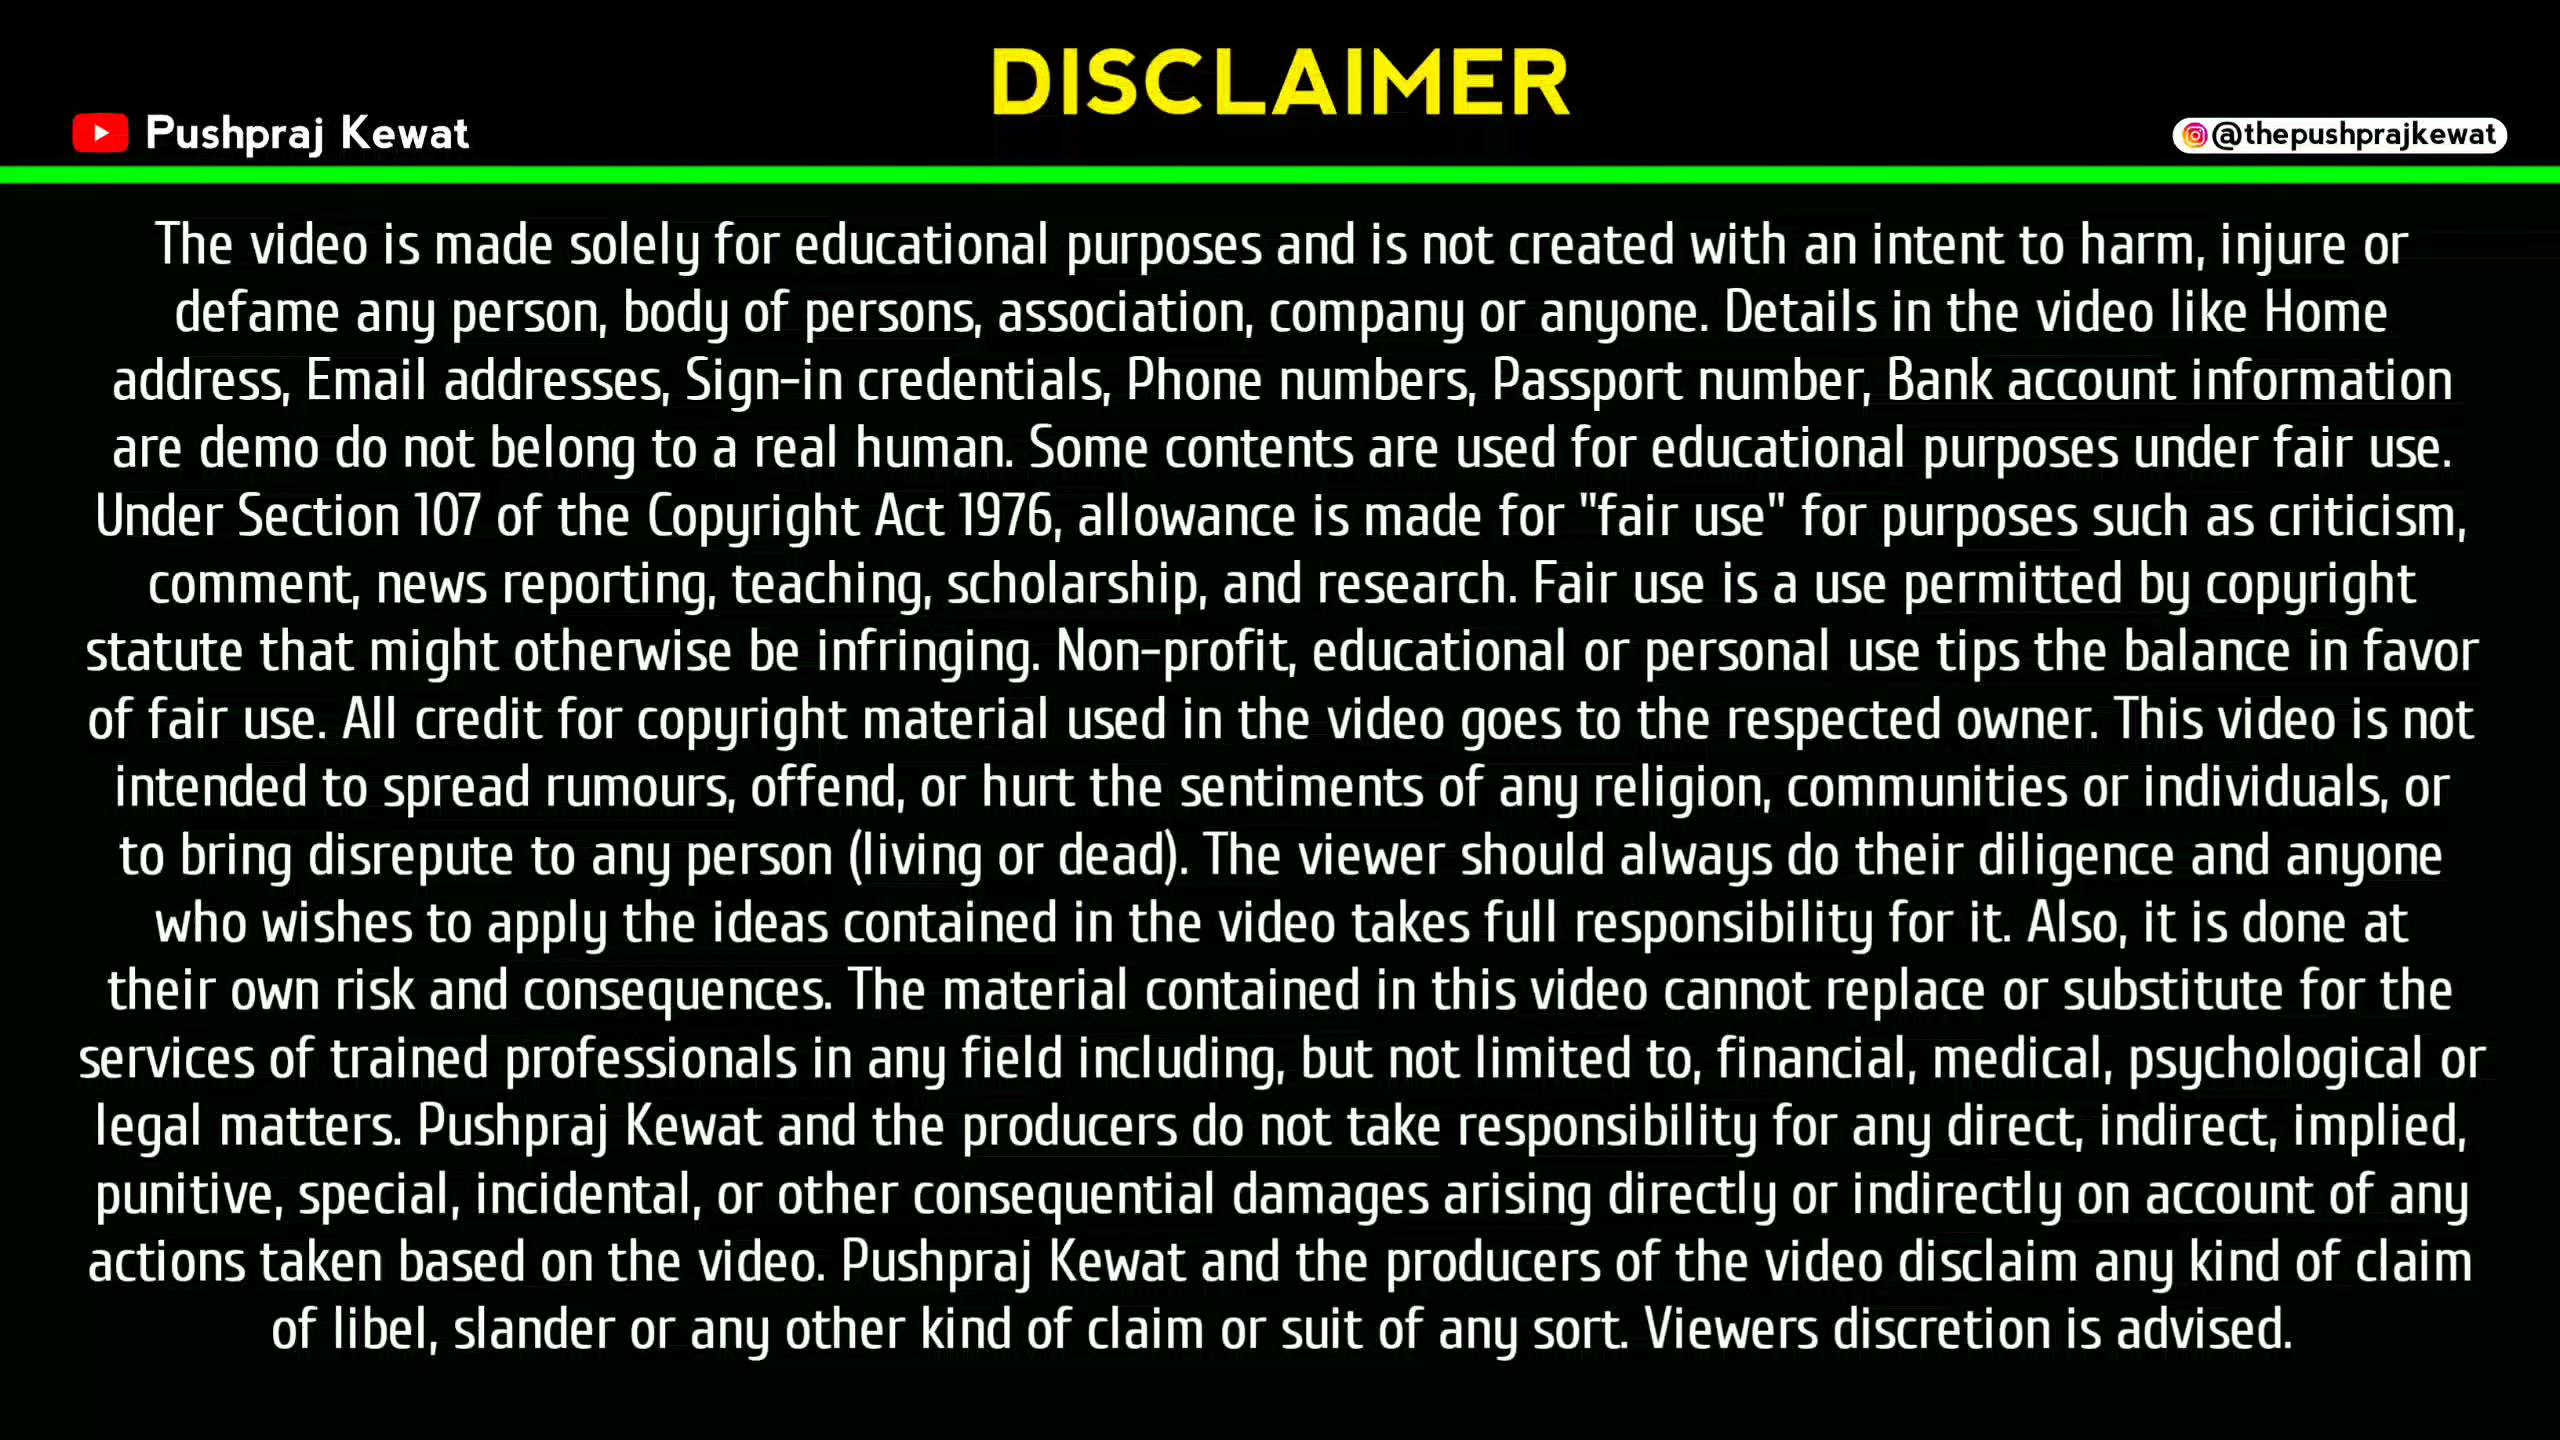 DISCLAIMER
Pushpraj Kewat
@thepushprajkewat
The video is made solely for educational purposes and is not created with an intent to harm, injure or
defame any person, body of persons, association, company or anyone. Details in the video like Home
address, Email addresses, Sign-in credentials, Phone numbers, Passport number, Bank account information
are demo do not belong to a real human. Some contents are used for educational purposes under fair use.
Under Section 107 of the Copyright Act 1976, allowance is made for "fair use" for purposes such as criticism,
comment, news reporting, teaching, scholarship, and research. Fair use is a use permitted by copyright
statute that might otherwise be infringing. Non-profit, educational or personal use tips the balance in favor
of fair use. All credit for copyright material used in the video goes to the respected owner. This video is not
intended to spread rumours, offend, or hurt the sentiments of any religion, communities or individuals, or
to bring disrepute to any person (living or dead). The viewer should always do their diligence and anyone
who wishes to apply the ideas contained in the video takes full responsibility for it. Also, it is done at
their own risk and consequences. The material contained in this video cannot replace or substitute for the
services of trained professionals in any field including, but not limited to, financial, medical, psychological or
legal matters. Pushpraj Kewat and the producers do not take responsibility for any direct, indirect, implied,
punitive, special, incidental, or other consequential damages arising directly or indirectly on account of any
actions taken based on the video. Pushpraj Kewat and the producers of the video disclaim any kind of claim
of libel, slander or any other kind of claim or suit of any sort. Viewers discretion is advised.